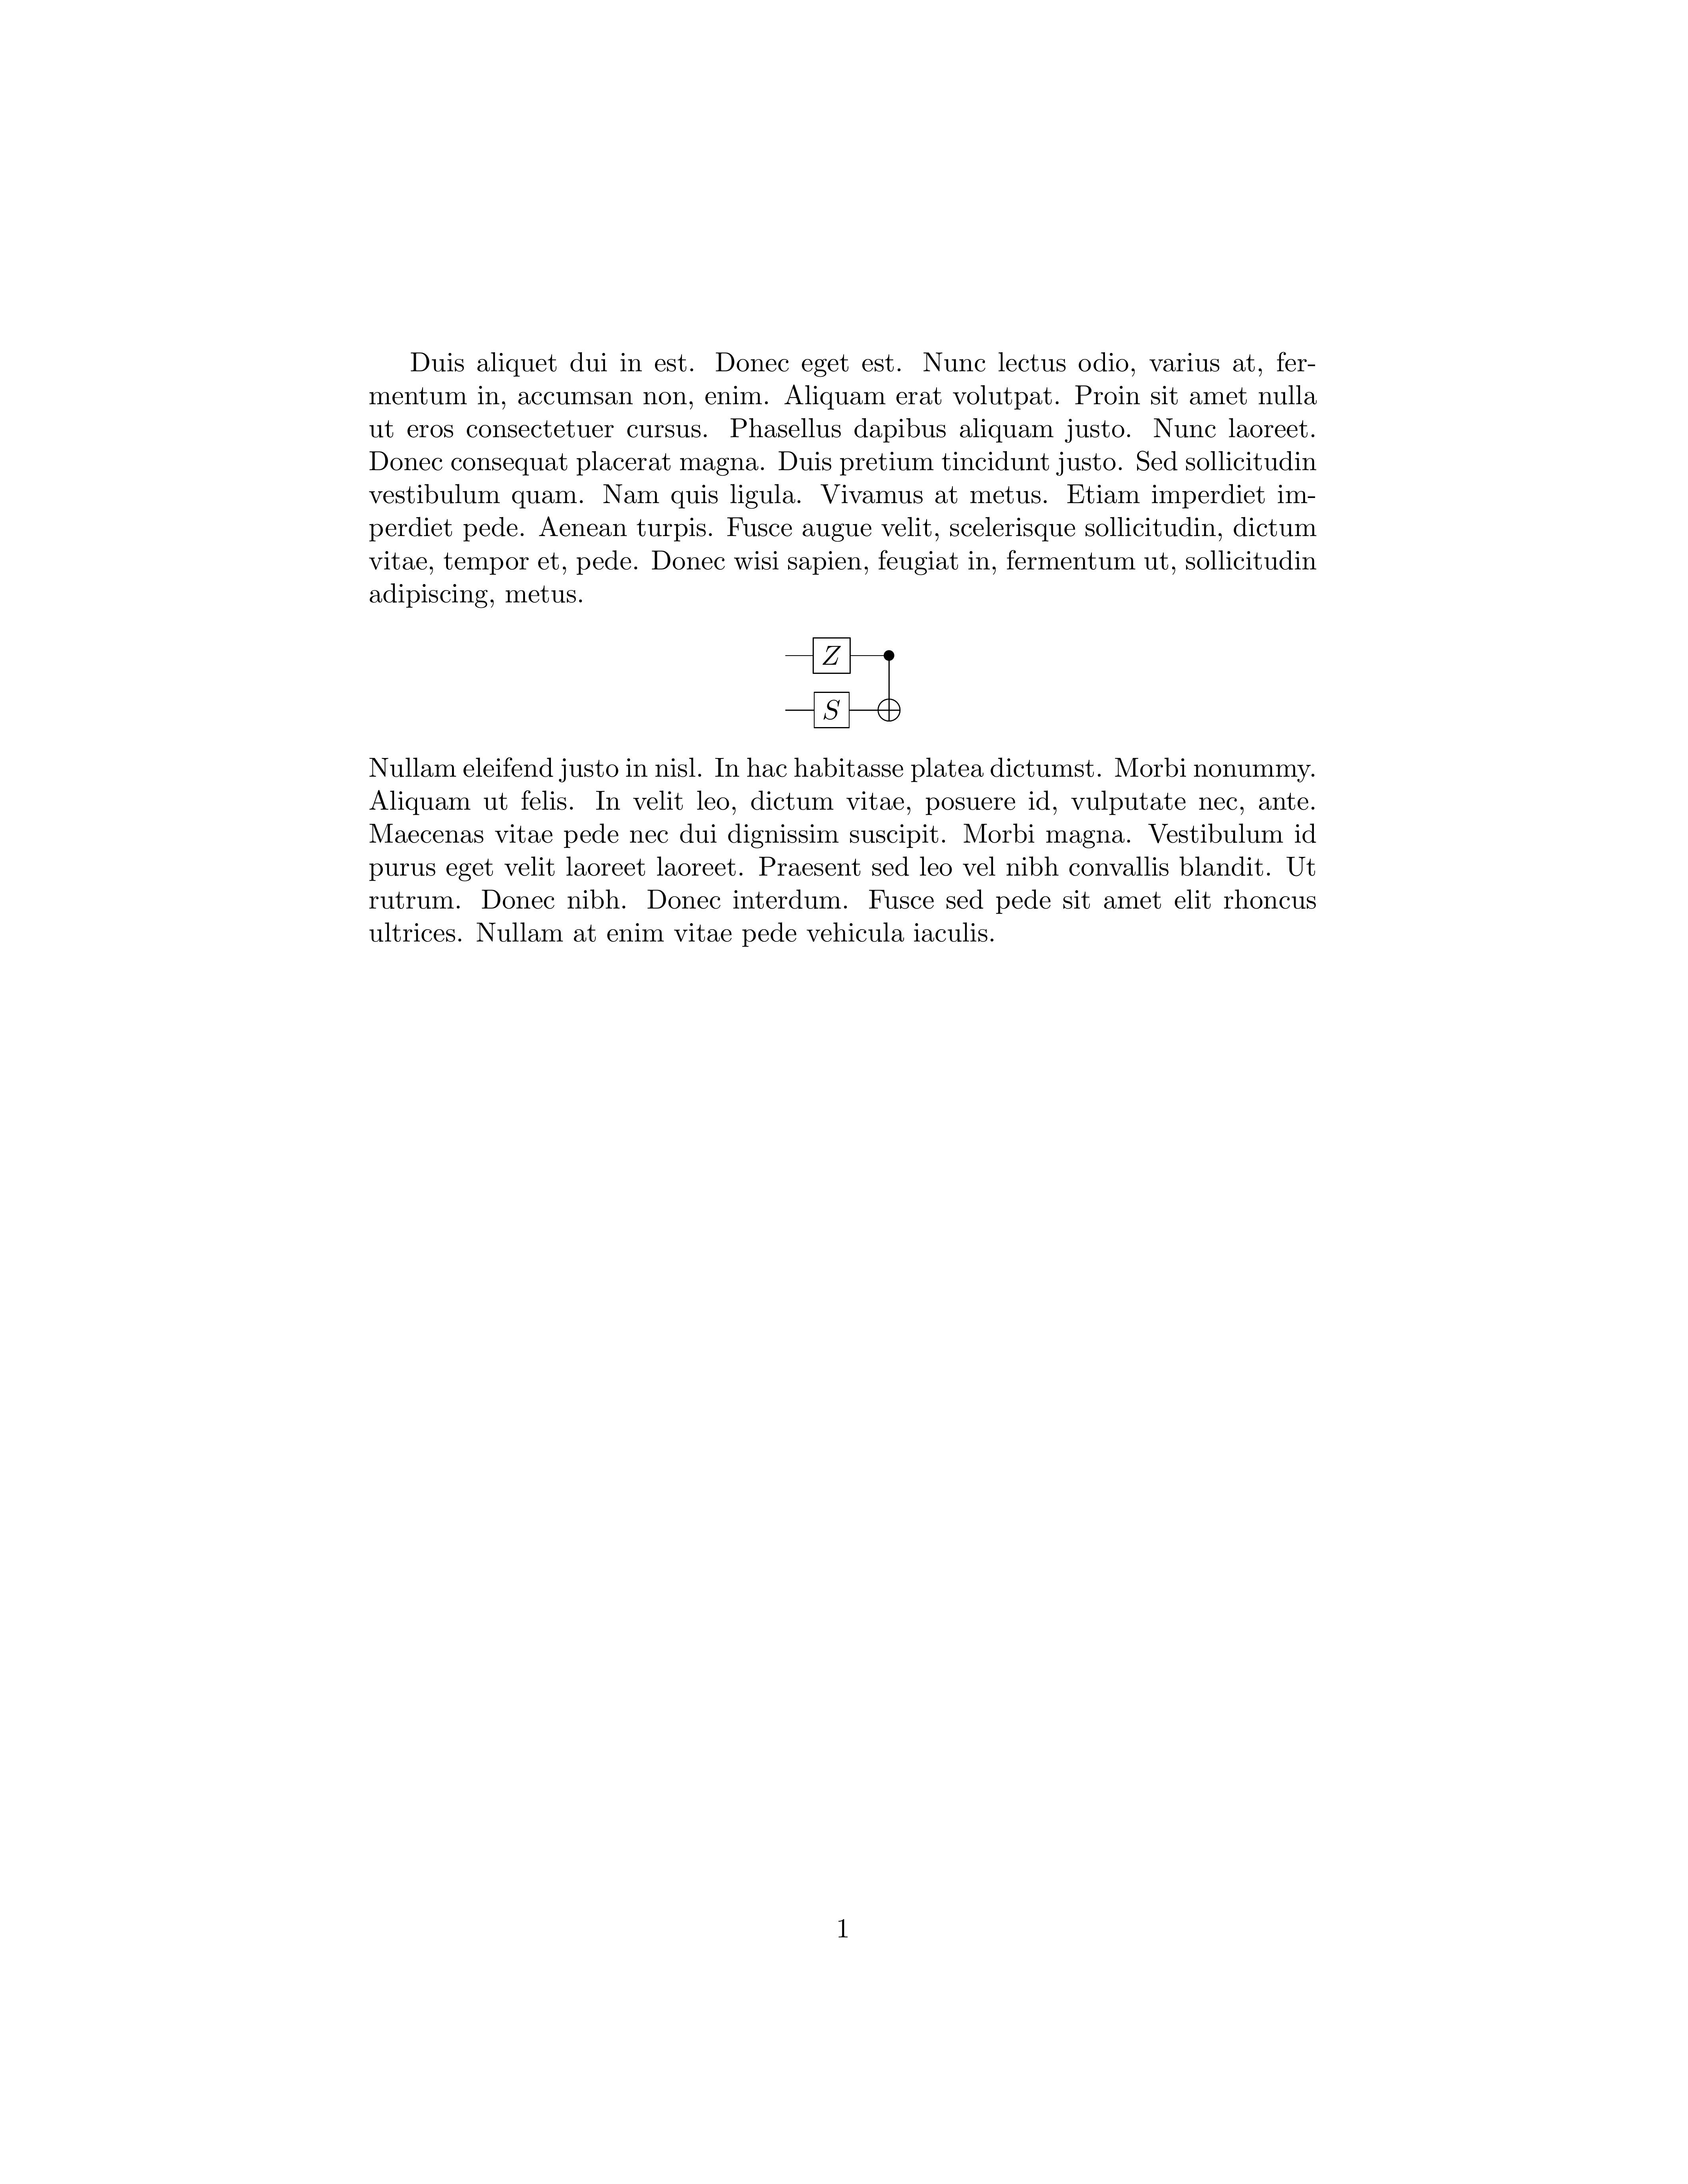 Duis aliquet dui in est. Donec eget est. Nunc lectus odio, varius at, fer-
mentum in, accumsan non, enim. Aliquam erat volutpat. Proin sit amet nulla
ut eros consectetuer cursus. Phasellus dapibus aliquam justo. Nunc laoreet.
Donec consequat placerat magna. Duis pretium tincidunt justo. Sed sollicitudin
vestibulum quam. Nam quis ligula. Vivamus at metus. Etiam imperdiet im-
perdiet pede. Aenean turpis. Fusce augue velit, scelerisque sollicitudin, dictum
vitae, tempor et, pede. Donec wisi sapien, feugiat in, fermentum ut, sollicitudin
adipiscing, metus.
Z
S
Nullam eleifend justo in nisl. In hac habitasse platea dictumst. Morbi nonummy.
Aliquam ut felis. In velit leo, dictum vitae, posuere id, vulputate nec, ante.
Maecenas vitae pede nec dui dignissim suscipit. Morbi magna. Vestibulum id
purus eget velit laoreet laoreet. Praesent sed leo vel nibh convallis blandit. Ut
rutrum. Donec nibh. Donec interdum. Fusce sed pede sit amet elit rhoncus
ultrices. Nullam at enim vitae pede vehicula iaculis.
1